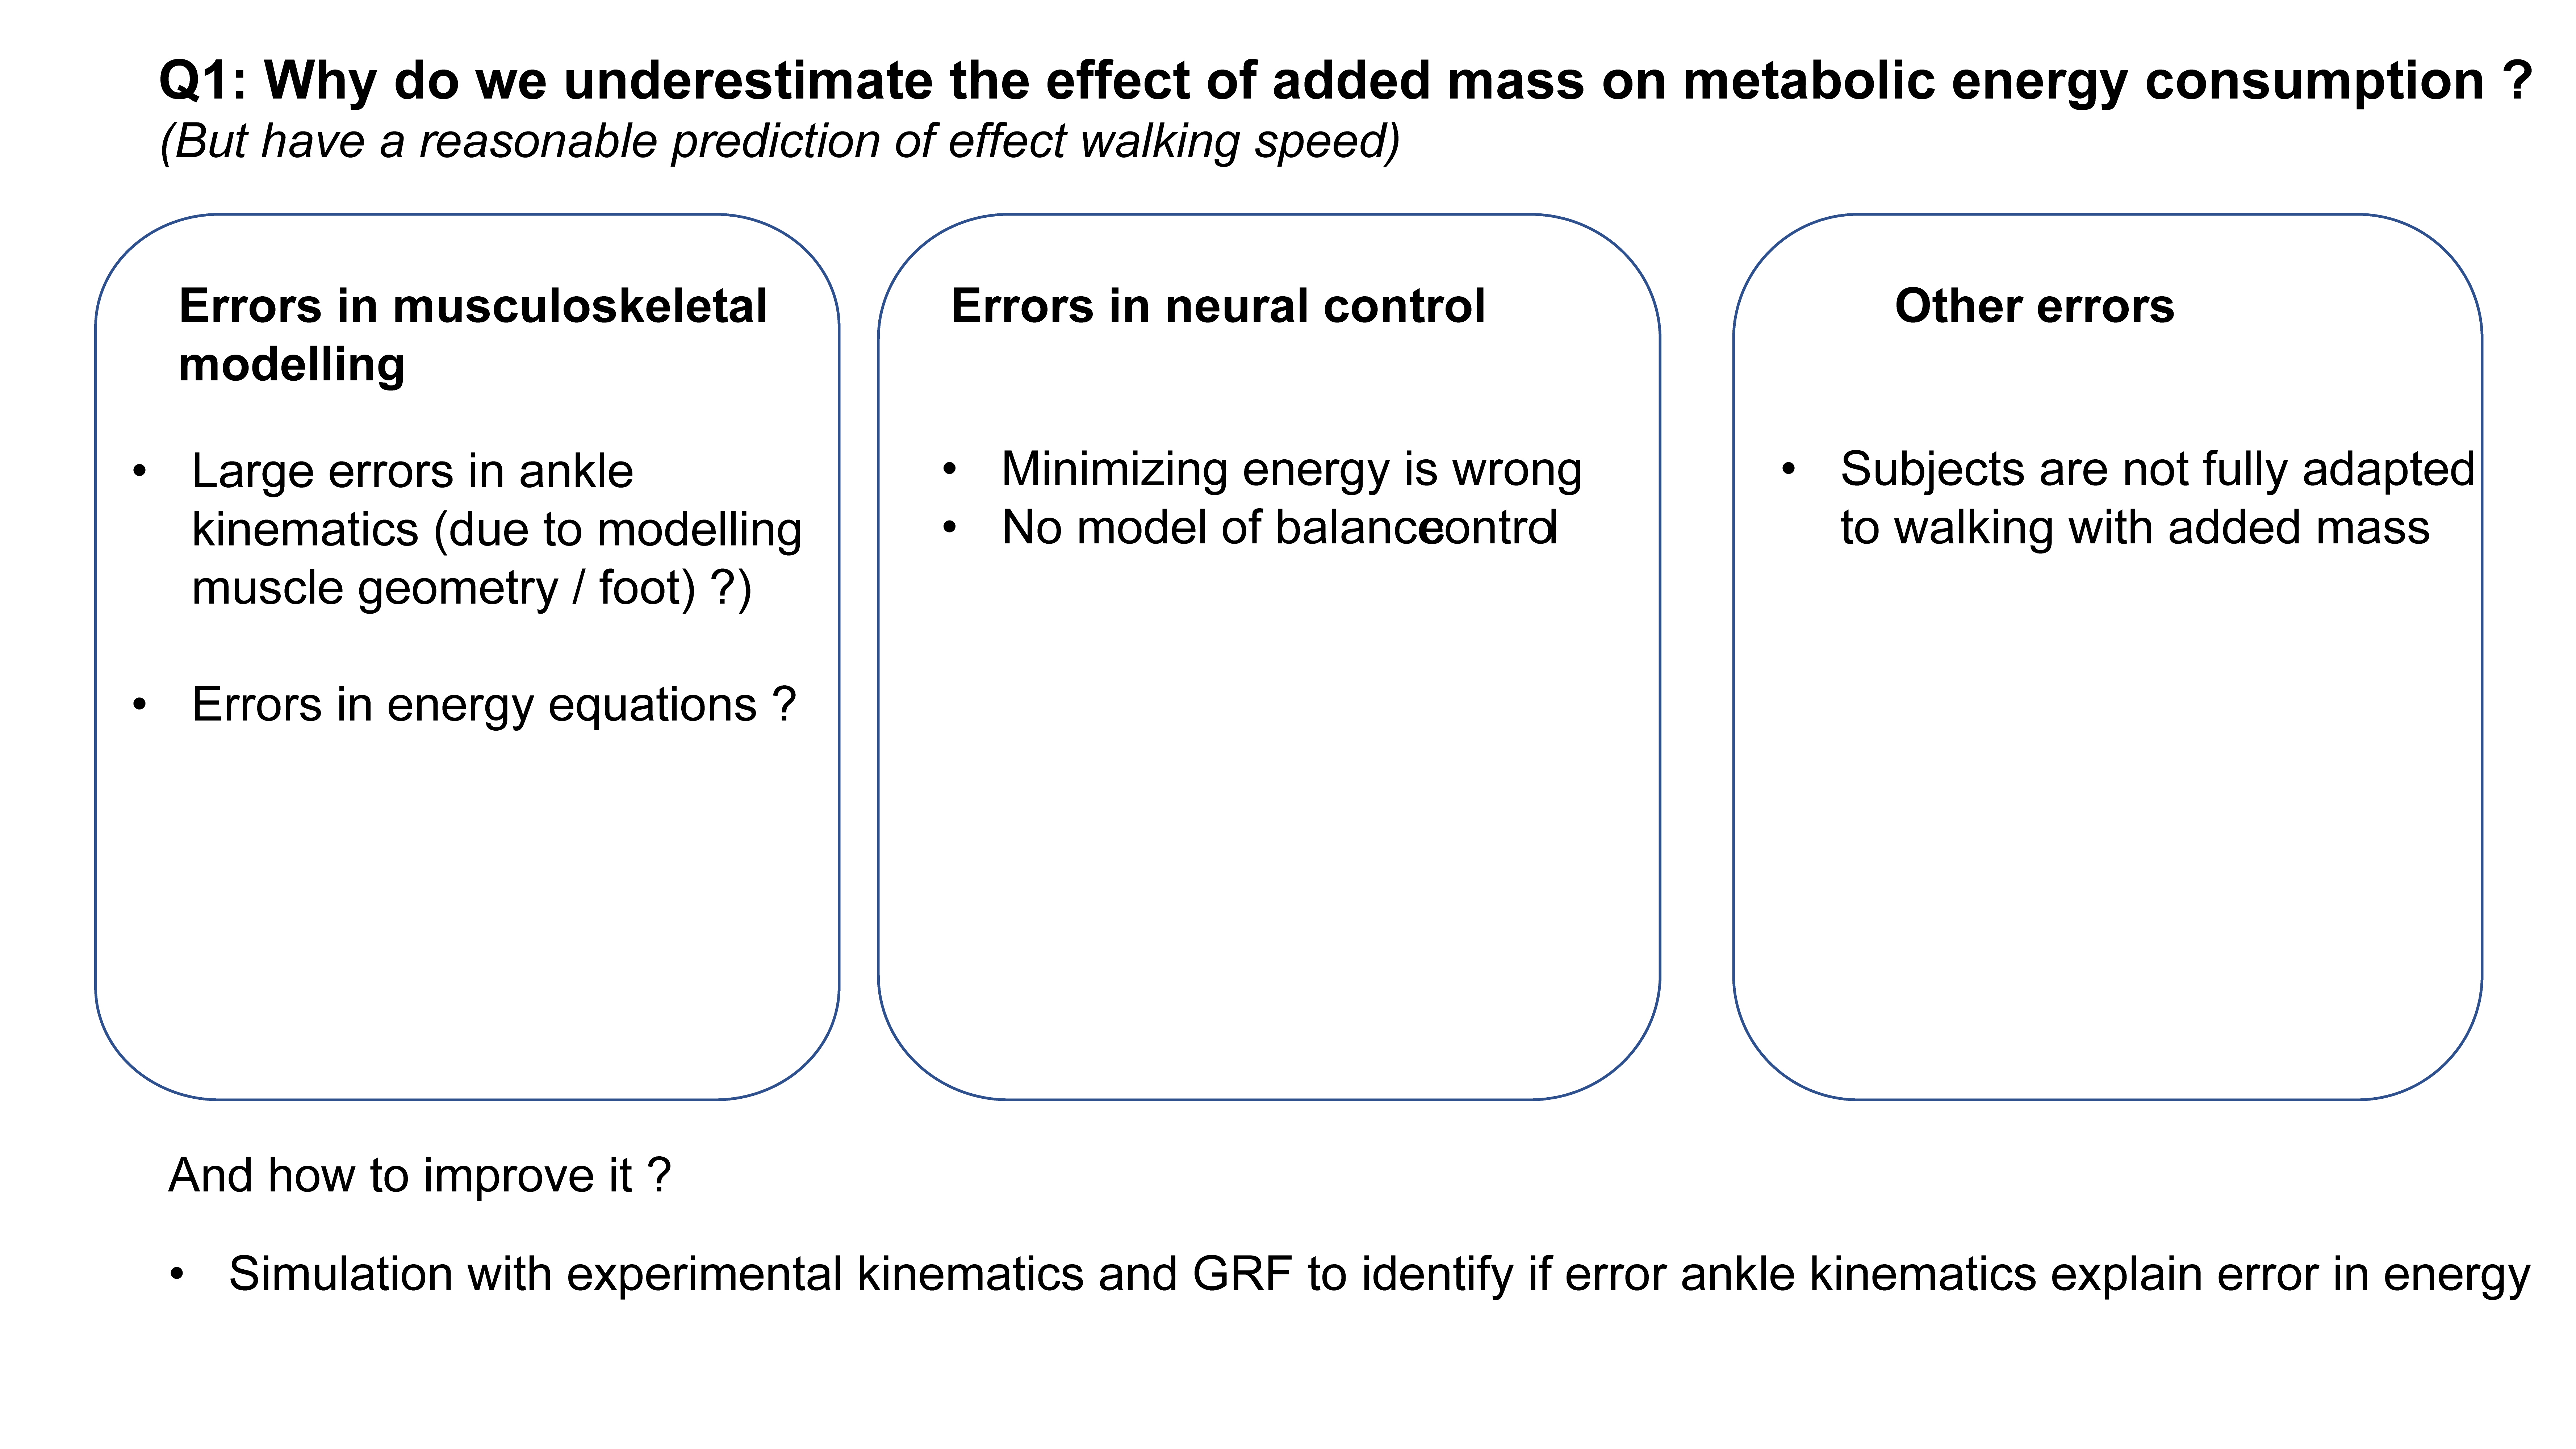 Q1: Why do we underestimate the effect of added mass on metabolic energy consumption ?
(But have a reasonable prediction of effect walking speed)
Errors in musculoskeletal
modelling
• Large errors in ankle
kinematics (due to modelling
muscle geometry / foot) ?)
• Errors in energy equations ?
Errors in neural control
• Minimizing energy is wrong
• No model of balance control
Other errors
• Subjects are not fully adapted
to walking with added mass
And how to improve it ?
• Simulation with experimental kinematics and GRF to identify if error ankle kinematics explain error in energy